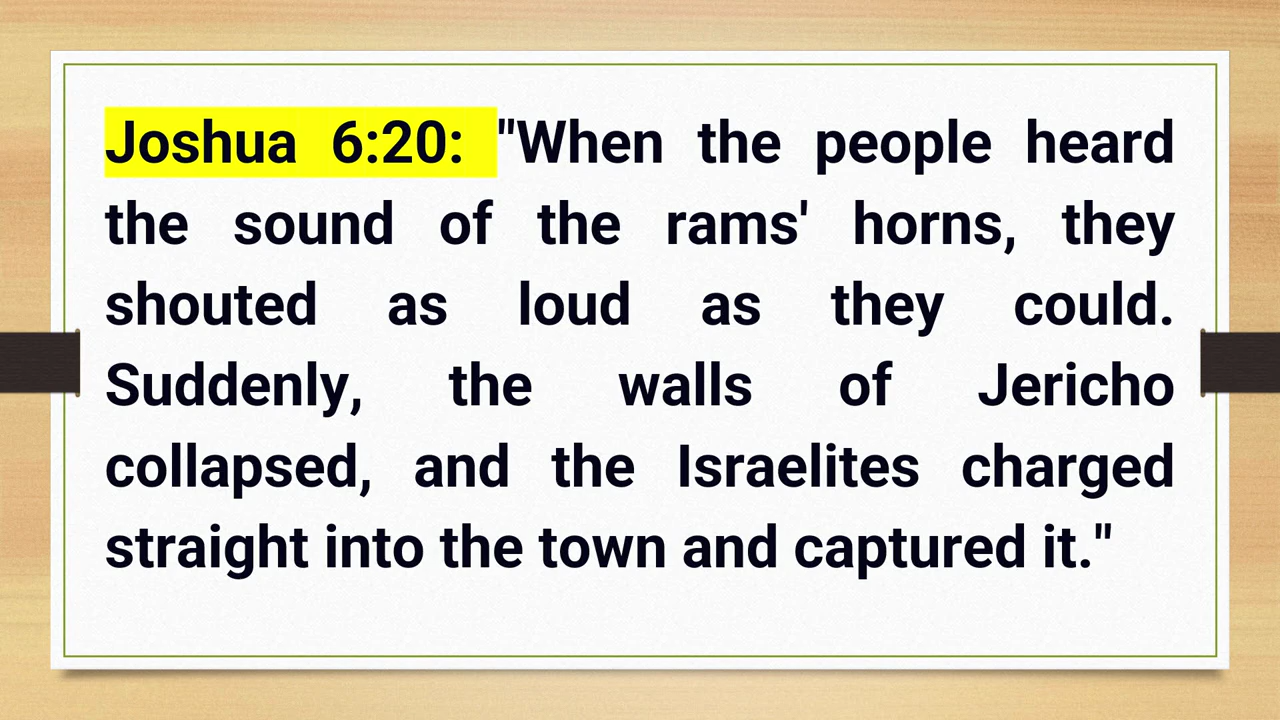 Joshua 6:20: "When the people heard
the sound of the rams' horns, they
shouted as loud as they could.
Suddenly, the walls of Jericho
collapsed, and the Israelites charged
straight into the town and captured it."